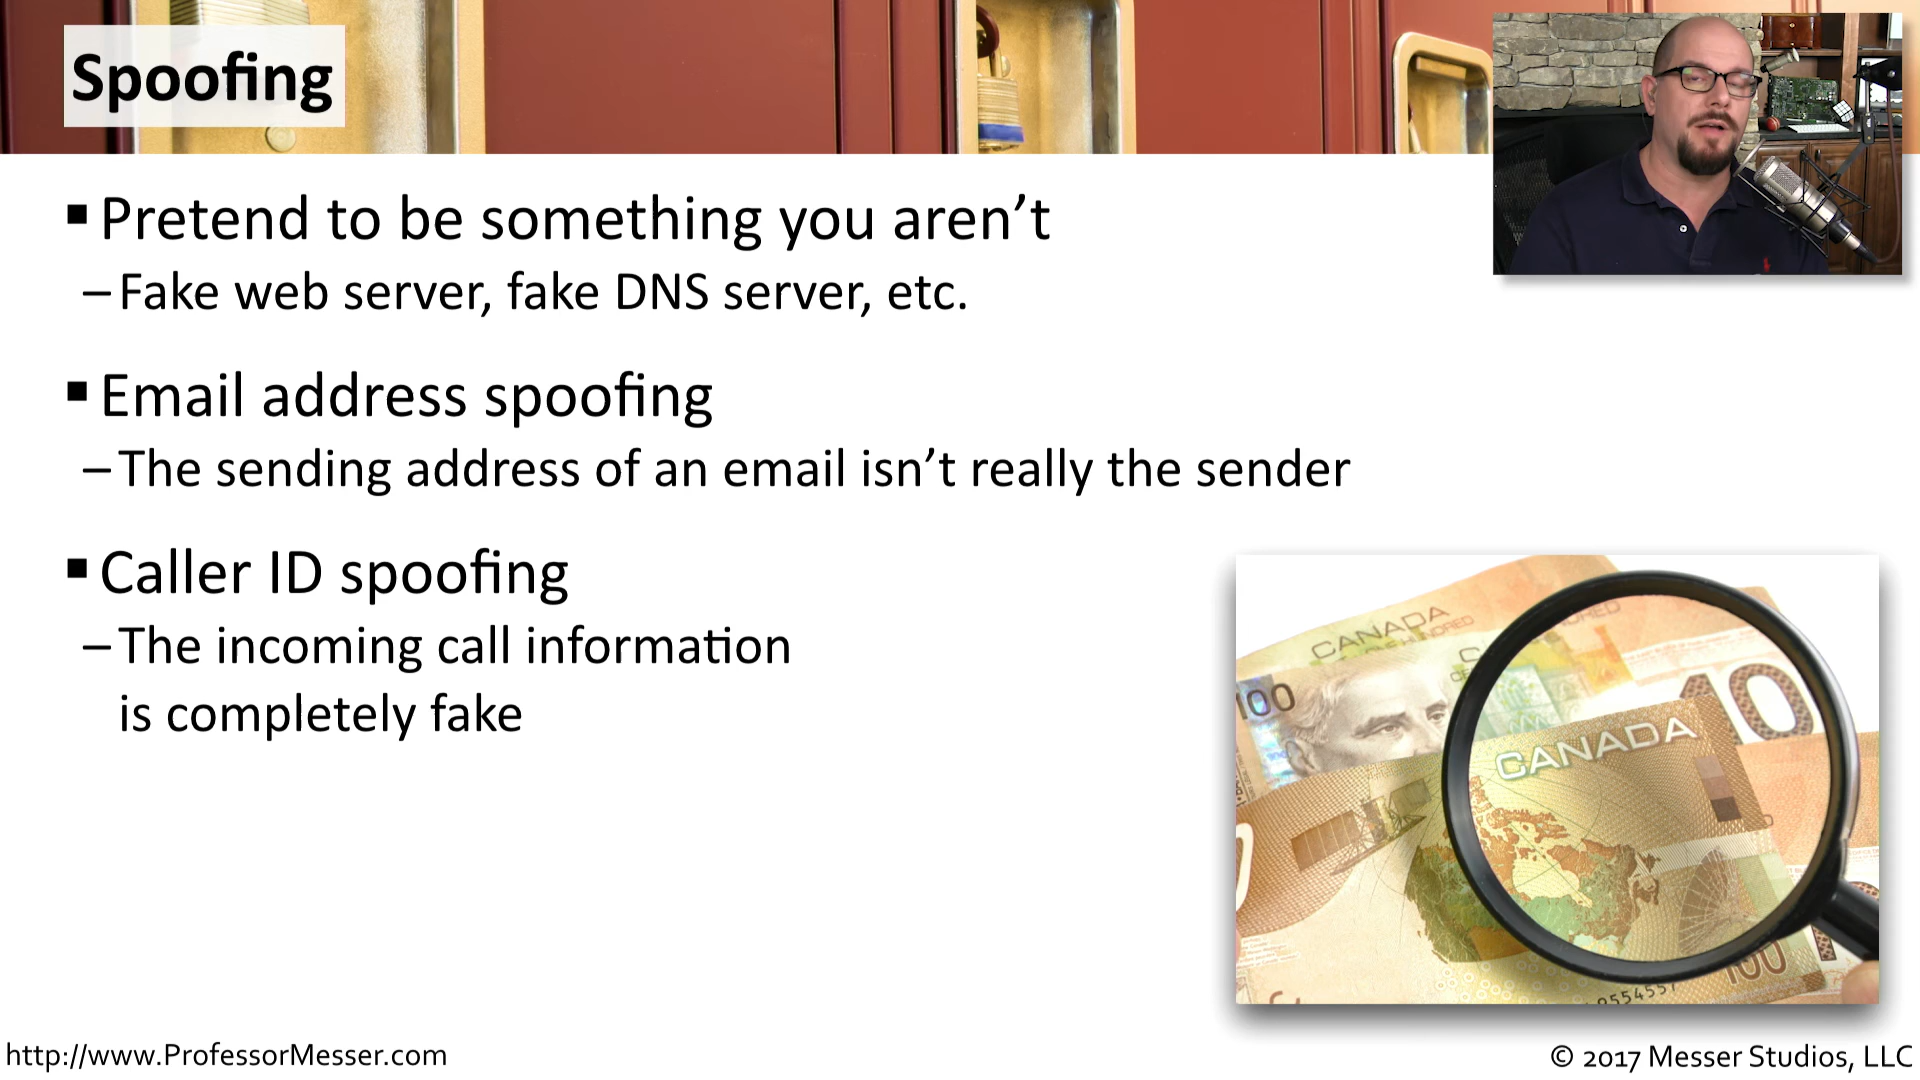 Spoofing
▪ Pretend to be something you aren’t
– Fake web server, fake DNS server, etc.
▪ Email address spoofing
– The sending address of an email isn’t really the sender
▪ Caller ID spoofing
– The incoming call information
is completely fake
CANADA
100
CANADA
10
100
http://www.ProfessorMesser.com
© 2017 Messer Studios, LLC